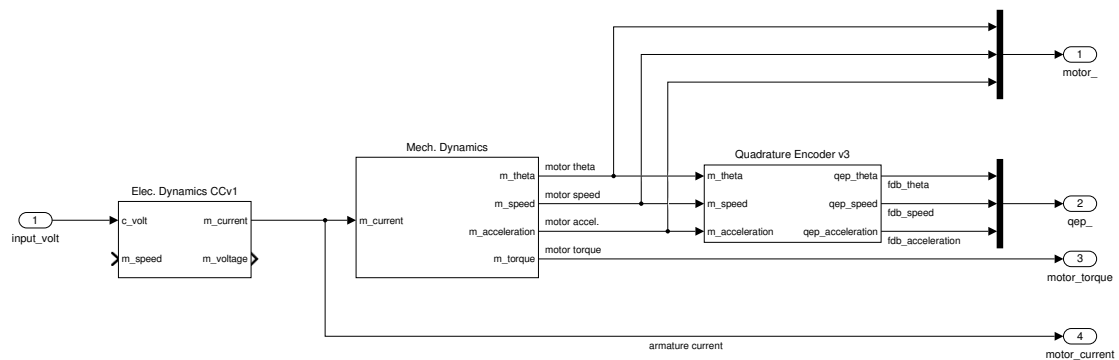 1
motor_
Mech. Dynamics
Quadrature Encoder v3
motor theta
m_theta
m_theta
qep_theta
fdb_theta
Elec. Dynamics CCv1
motor speed
m_speed
m_speed
qep_speed
fdb_speed
2
qep_
1
input_volt
c_volt
m_current
m_current
motor accel.
m_acceleration
m_acceleration
qep_acceleration
fdb_acceleration
m_speed
m_voltage
motor torque
m_torque
3
motor_torque
armature current
4
motor_current